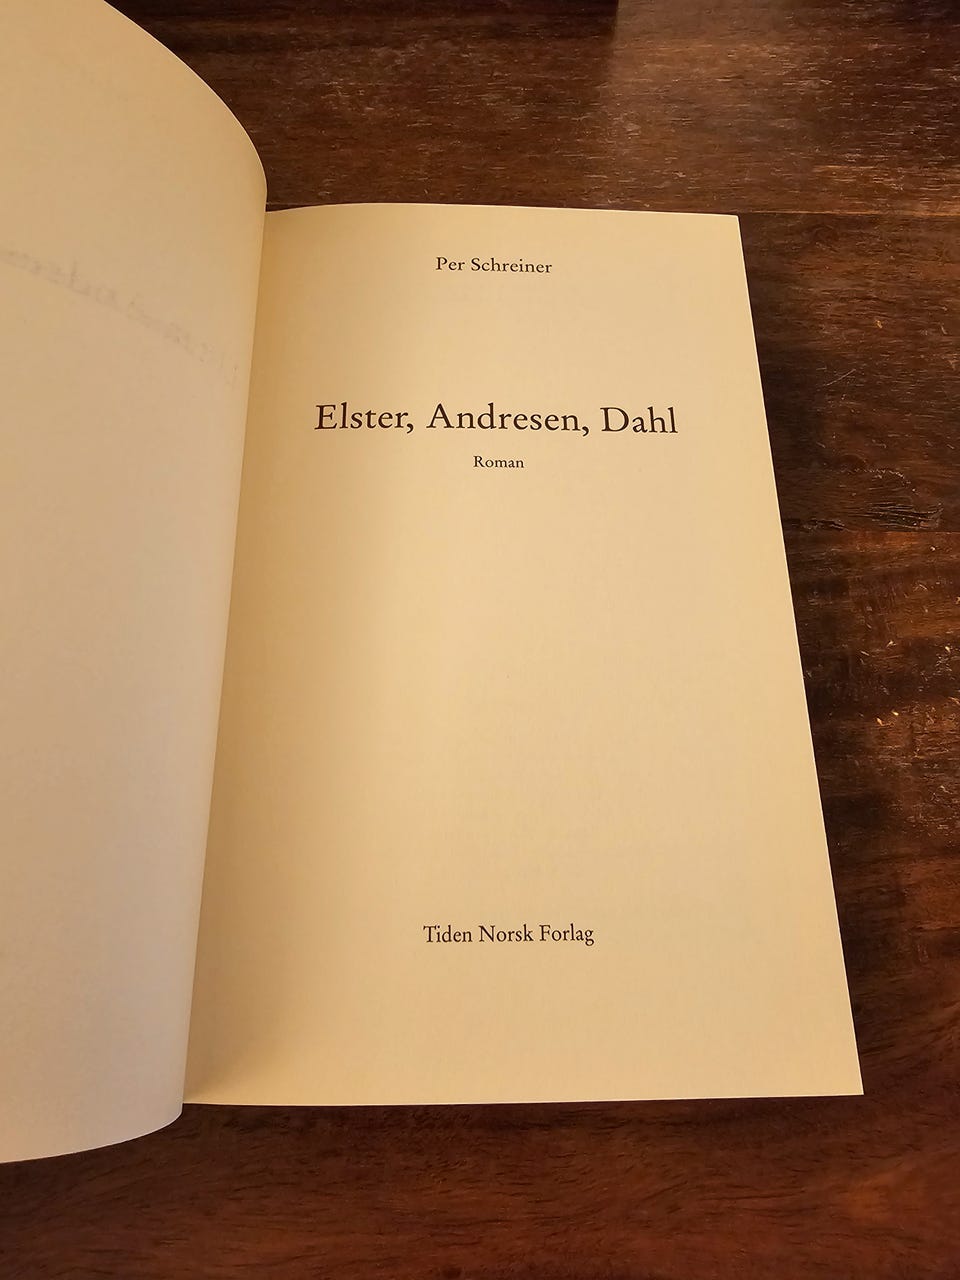 Per Schreiner
Elster, Andresen, Dahl
Roman
Tiden Norsk Forlag